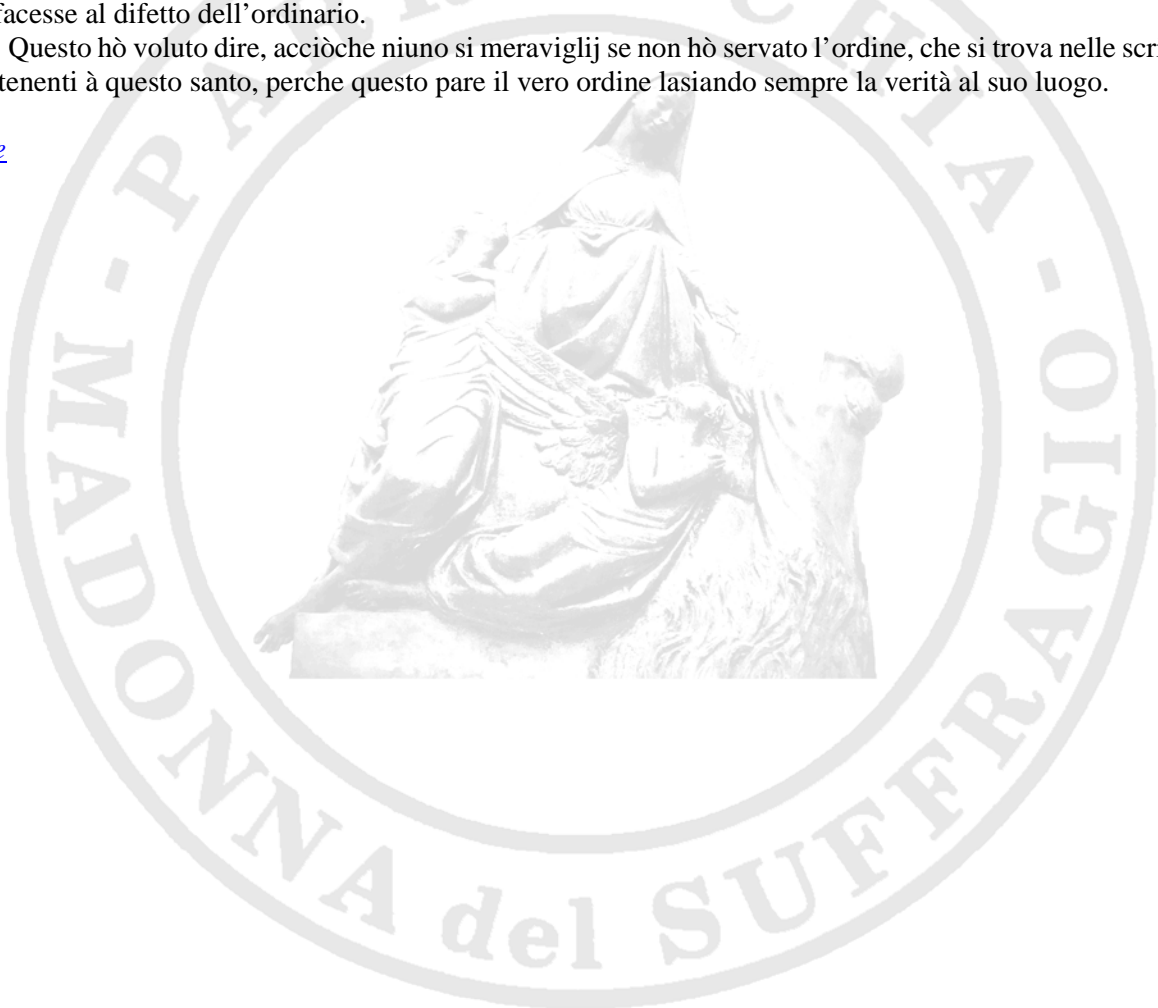 facesse al difetto dell’ordinario.
Questo hò voluto dire, acciòche niuno si meraviglij se non hò servato l’ordine, che si trova nelle scri
tenenti à questo santo, perche questo pare il vero ordine lasiando sempre la verità al suo luogo.
e
- PARROCCHIA -
MADONNA del SUFFRAGIO